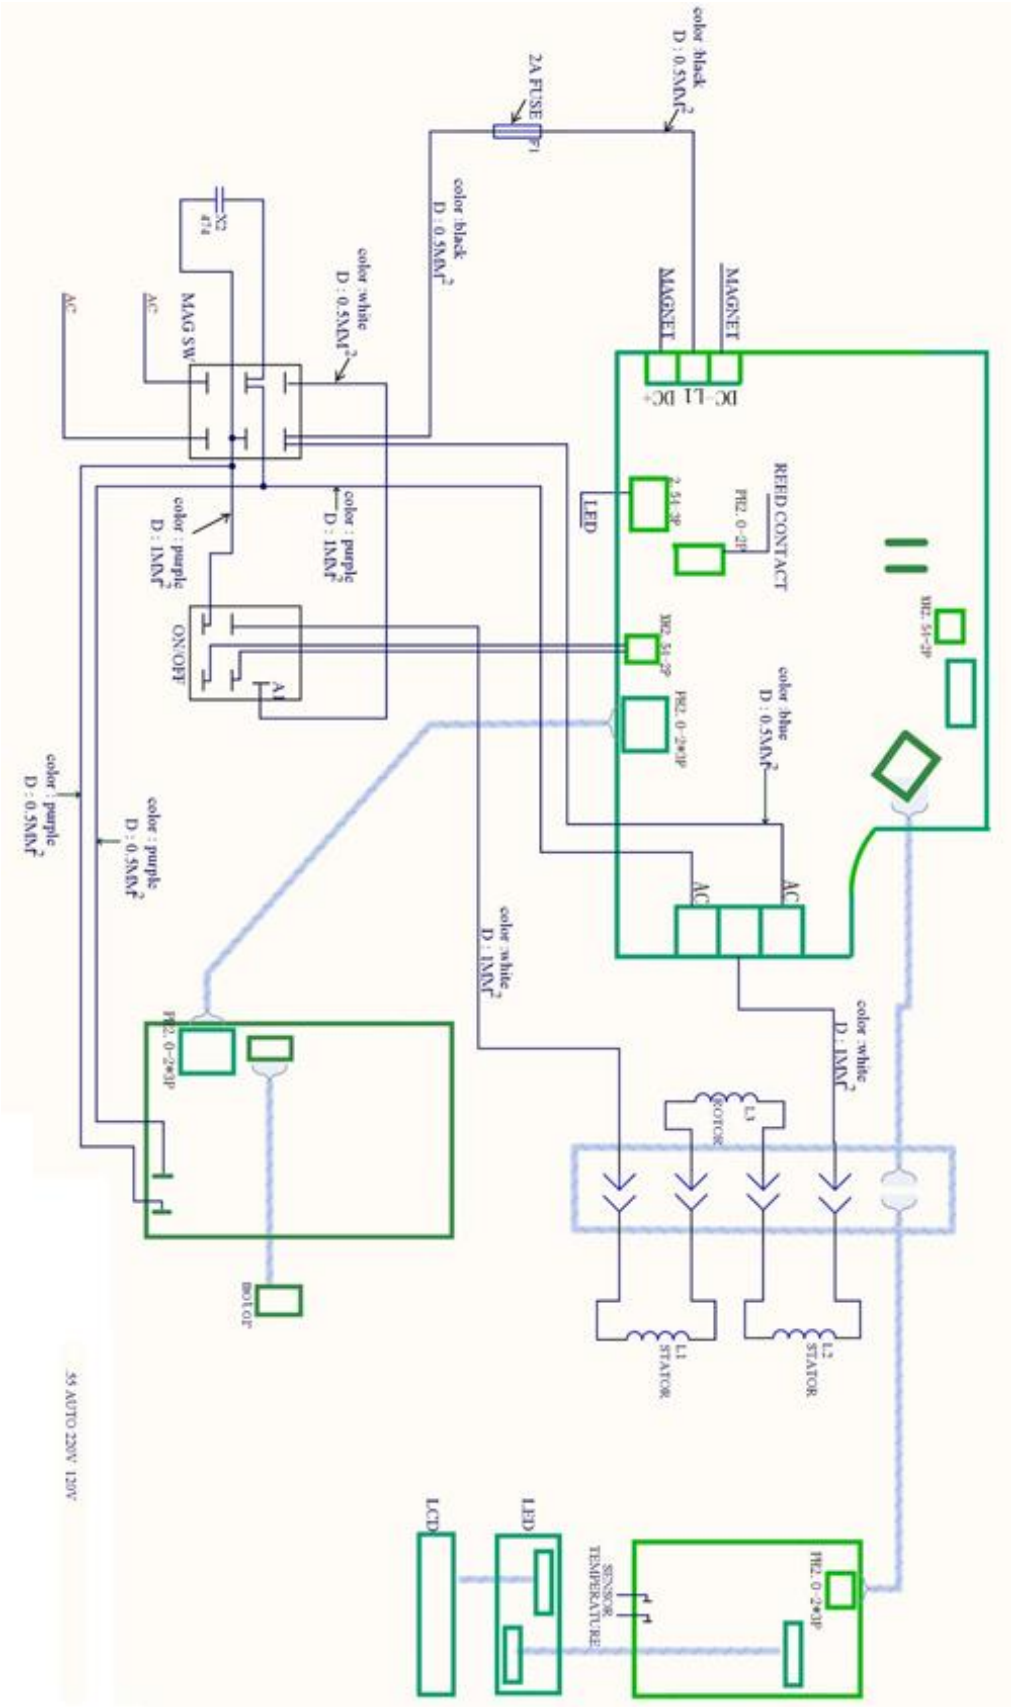 color :black
D : 0.5MM²
2A FUSE
F1
color :black
D : 0.5MM²
X2
474
color :white
D : 0.5MM²
MAGNET
MAGNET
AC
AC
MAG SW
DC-
L1
DC+
REED CONTACT
PH2. 0-2P
2. 54-3P
LED
color : purple
D : 1MM²
color : purple
D : 1MM²
XH2. 54-2P
XH2. 54-2P
ON/OFF
A1
PH2. 0-2*3P
color :blue
D : 0.5MM²
color : purple
D : 0.5MM²
color : purple
D : 0.5MM²
AC
AC
color :white
D : 1MM²
color :white
D : 1MM²
PH2. 0-2*3P
L3
ROTOR
L1
STATOR
L2
STATOR
55 AUTO 220V 120V
LCD
LED
SENSOR
TEMPERATURE
PH2. 0-2*3P